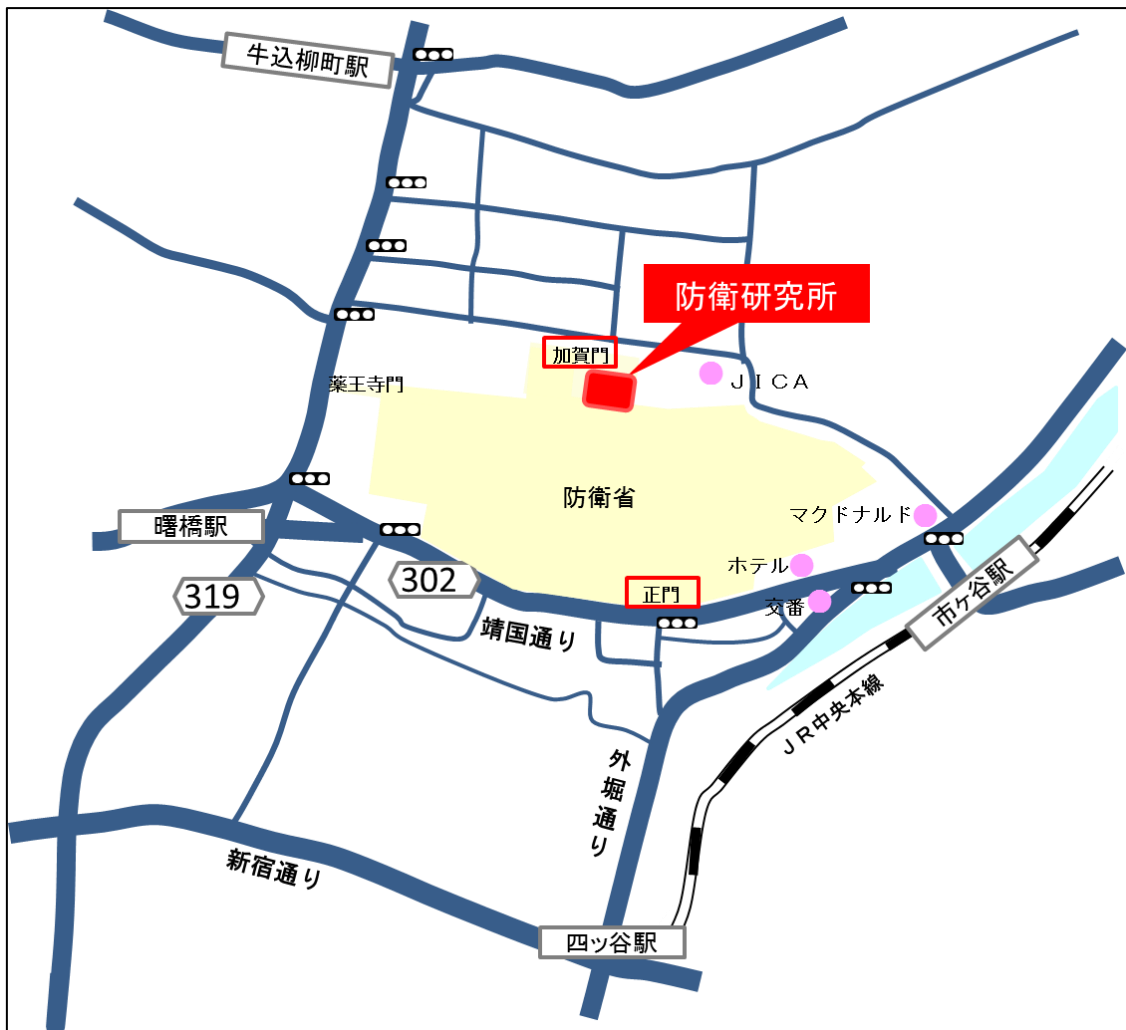 牛込柳町駅
防衛研究所
加賀門
ＪＩＣＡ
薬王寺門
防衛省
マクドナルド
曙橋駅
ホテル
302
319
正門
交番
市ヶ谷駅
靖国通り
ＪＲ中央本線
外堀通り
新宿通り
四ッ谷駅